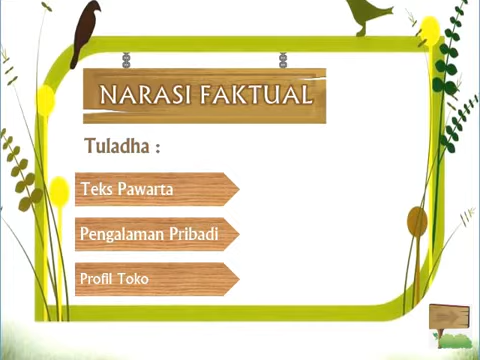 NARASI FAKTUAL
Tuladha :
Teks Pawarta
Pengalaman Pribadi
Profil Toko